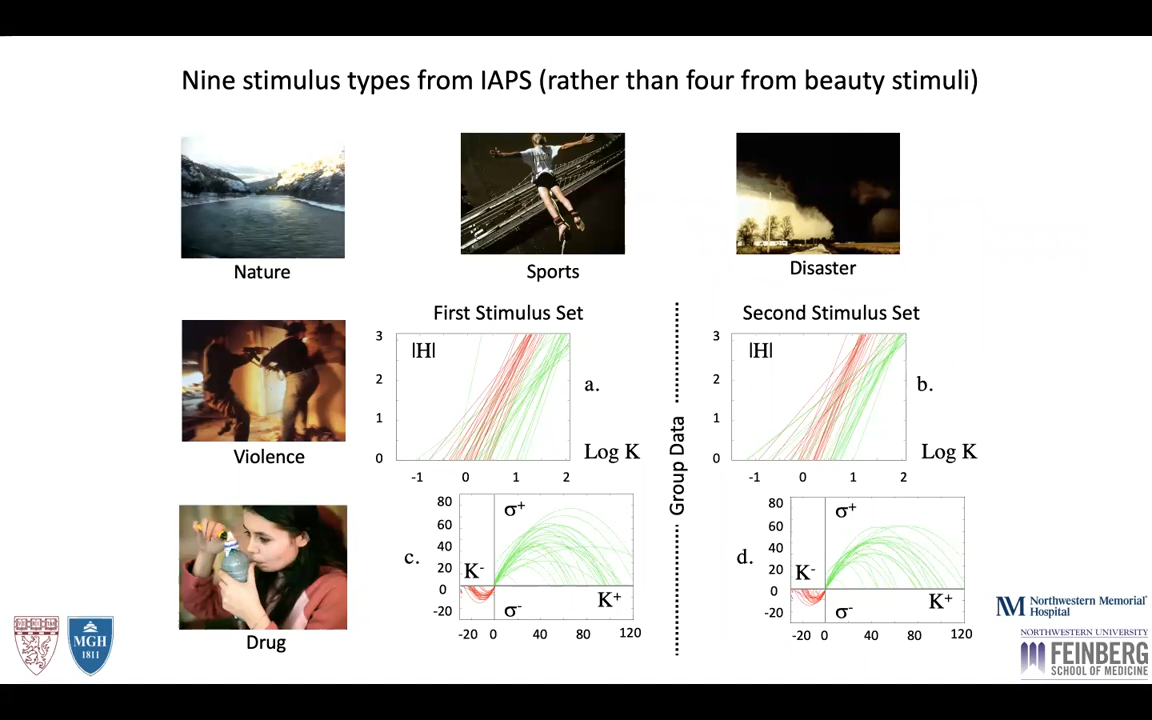 Nine stimulus types from IAPS (rather than four from beauty stimuli)
Nature
Sports
Disaster
First Stimulus Set
Second Stimulus Set
3
|H|
2
a.
1
0
Log K
-1
0
1
2
3
|H|
2
b.
1
0
Log K
-1
0
1
2
Group Data
Violence
80
σ+
60
c.
40
20
K-
0
K+
-20
σ-
-20
0
40
80
120
80
σ+
60
d.
40
20
K-
0
K+
-20
σ-
-20
0
40
80
120
Drug
MGH
1811
NM Northwestern Memorial®
Hospital
NORTHWESTERN UNIVERSITY
FEINBERG
SCHOOL OF MEDICINE